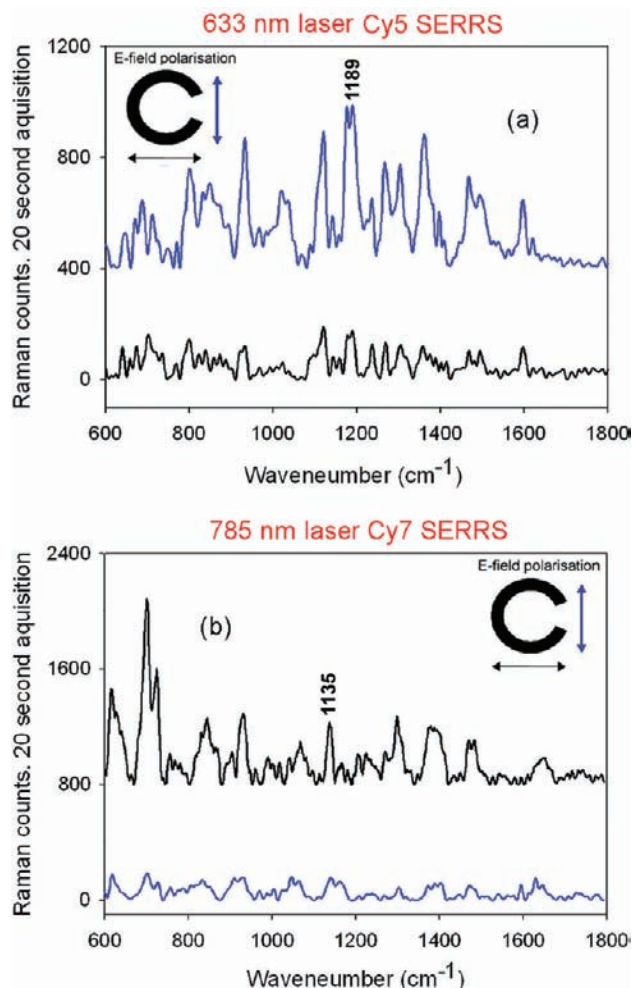 633 nm laser Cy5 SERRS
Raman counts. 20 second aquisition
1200
800
400
0
E-field polarisation
1189
(a)
600 800 1000 1200 1400 1600 1800
Waveneumber (cm⁻¹)
785 nm laser Cy7 SERRS
Raman counts. 20 second aquisition
2400
1600
800
0
E-field polarisation
(b)
1135
600 800 1000 1200 1400 1600 1800
Waveneumber (cm⁻¹)